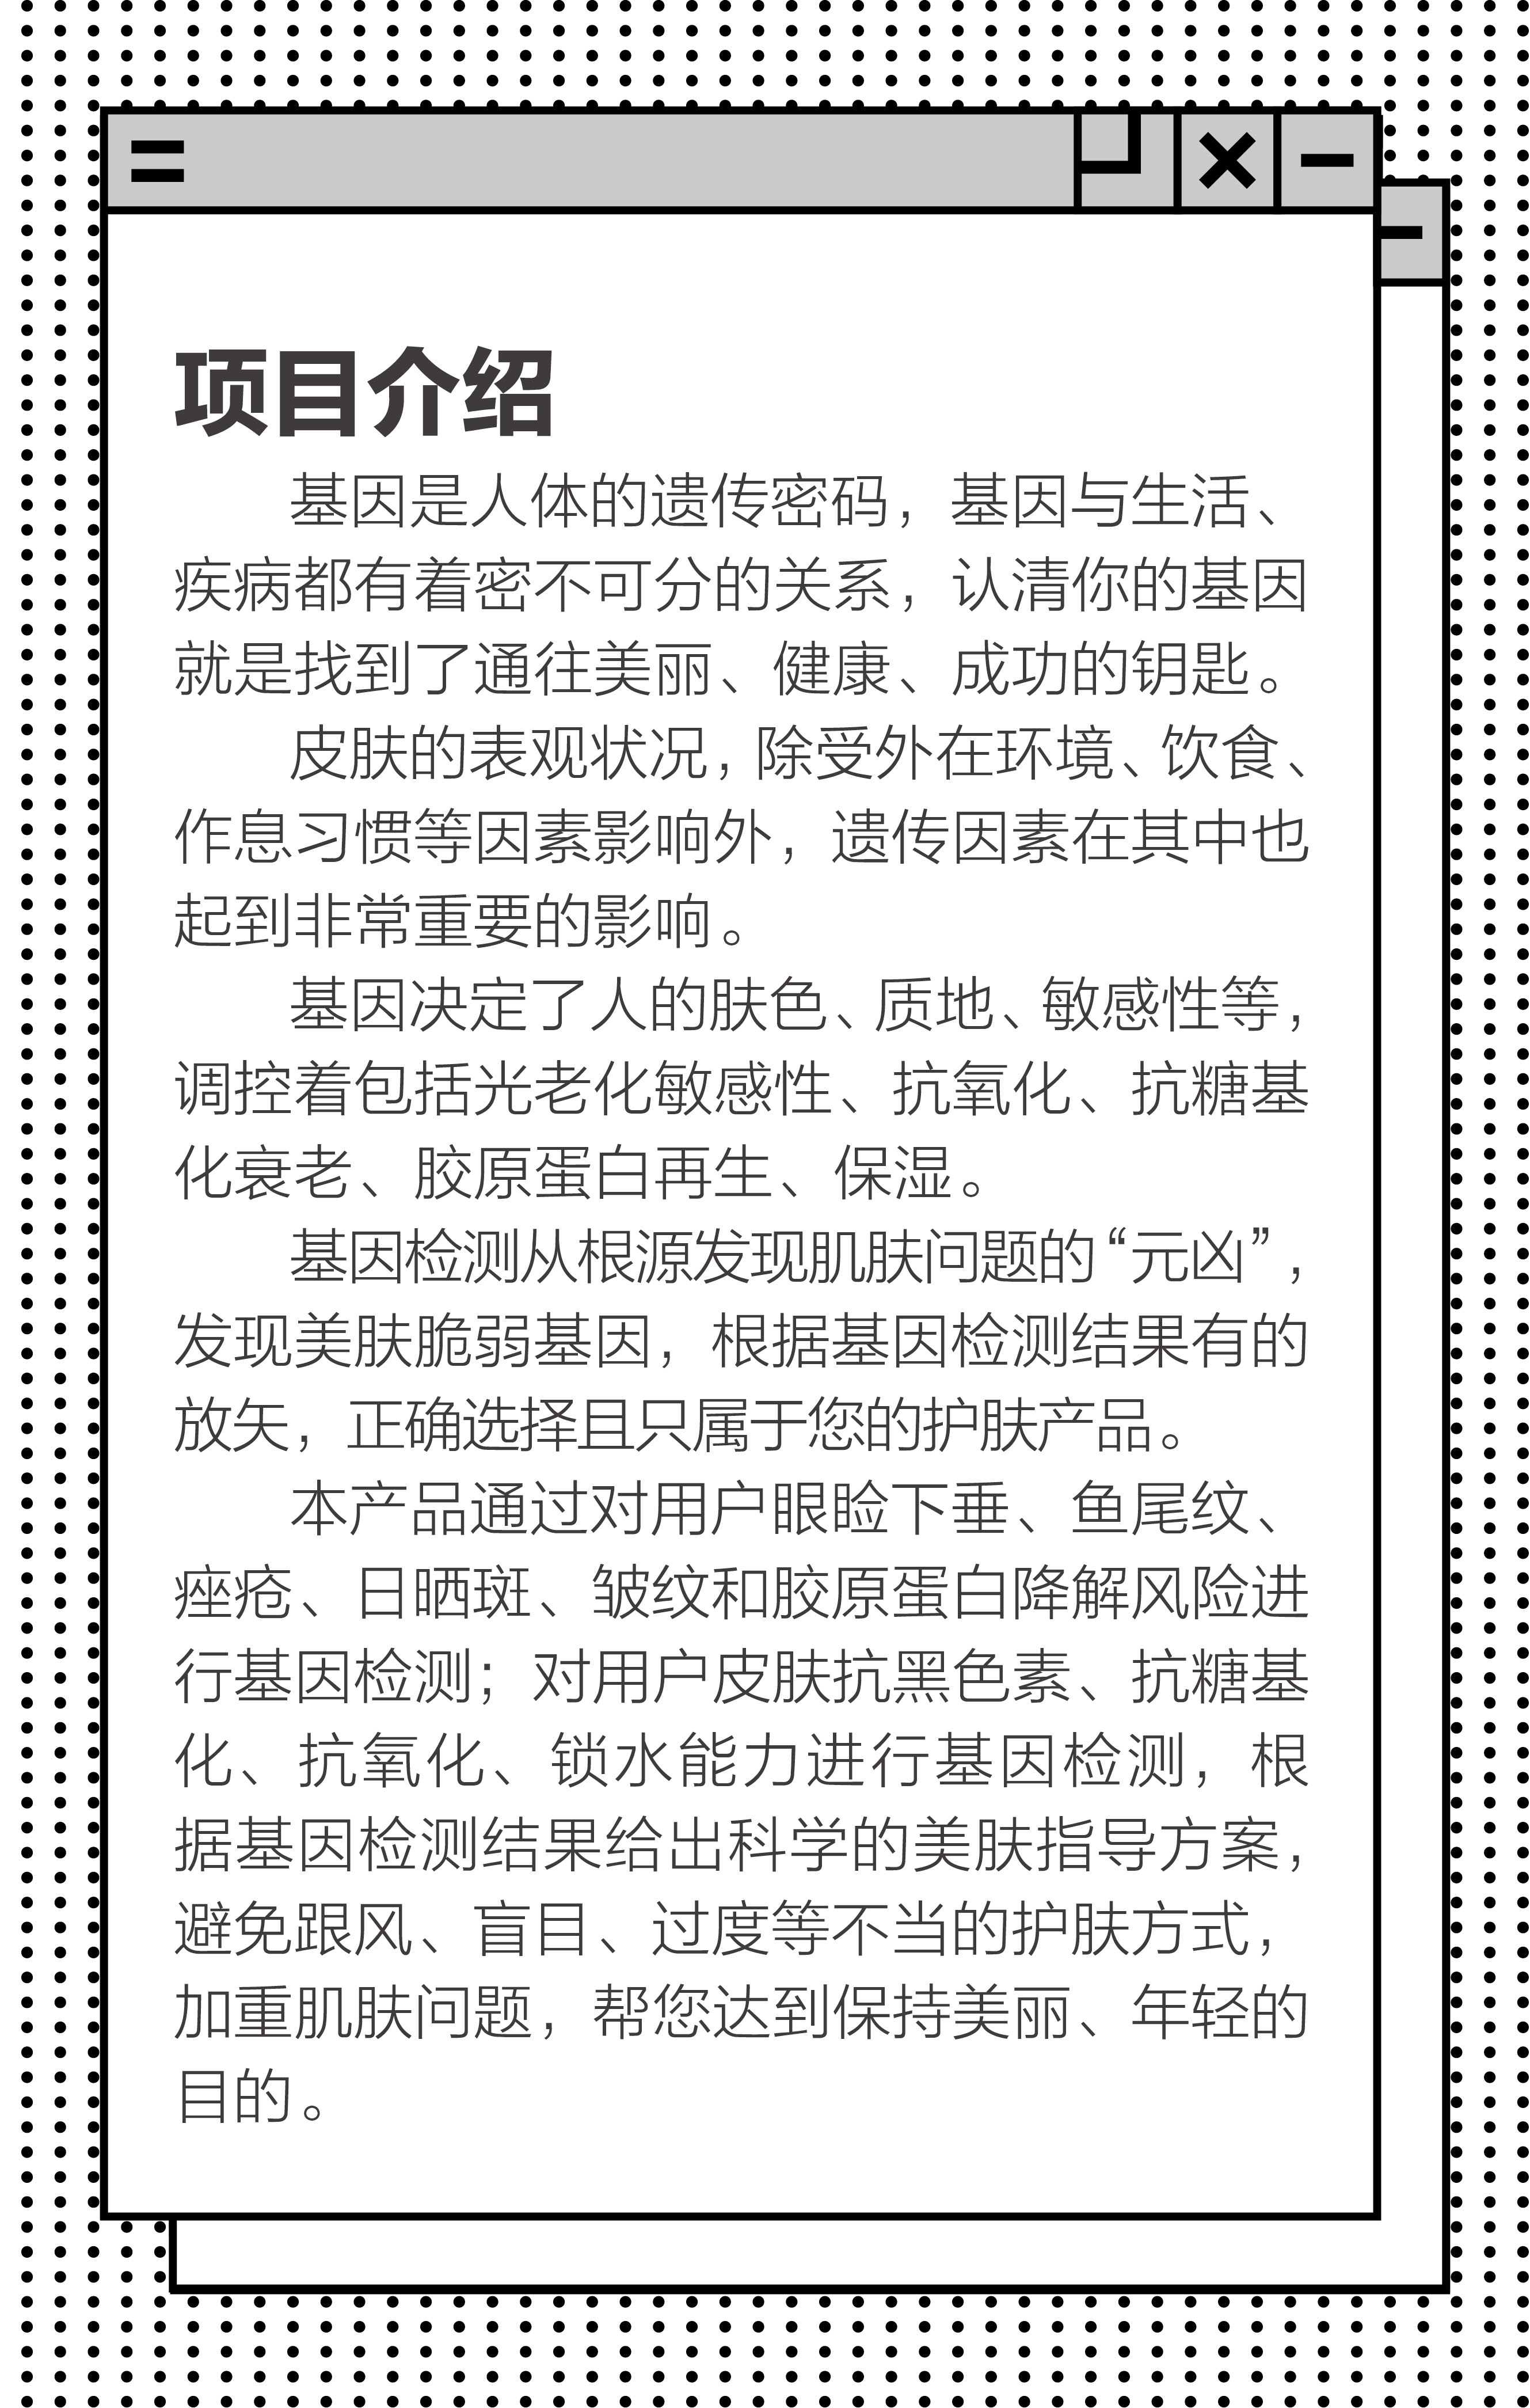 项目介绍
基因是人体的遗传密码，基因与生活、
疾病都有着密不可分的关系，认清你的基因
就是找到了通往美丽、健康、成功的钥匙。
皮肤的表观状况，除受外在环境、饮食、
作息习惯等因素影响外，遗传因素在其中也
起到非常重要的影响。
基因决定了人的肤色、质地、敏感性等，
调控着包括光老化敏感性、抗氧化、抗糖基
化衰老、胶原蛋白再生、保湿。
基因检测从根源发现肌肤问题的“元凶”，
发现美肤脆弱基因，根据基因检测结果有的
放矢，正确选择且只属于您的护肤产品。
本产品通过对用户眼睑下垂、鱼尾纹、
痤疮、日晒斑、皱纹和胶原蛋白降解风险进
行基因检测；对用户皮肤抗黑色素、抗糖基
化、抗氧化、锁水能力进行基因检测，根
据基因检测结果给出科学的美肤指导方案，
避免跟风、盲目、过度等不当的护肤方式，
加重肌肤问题，帮您达到保持美丽、年轻的
目的。